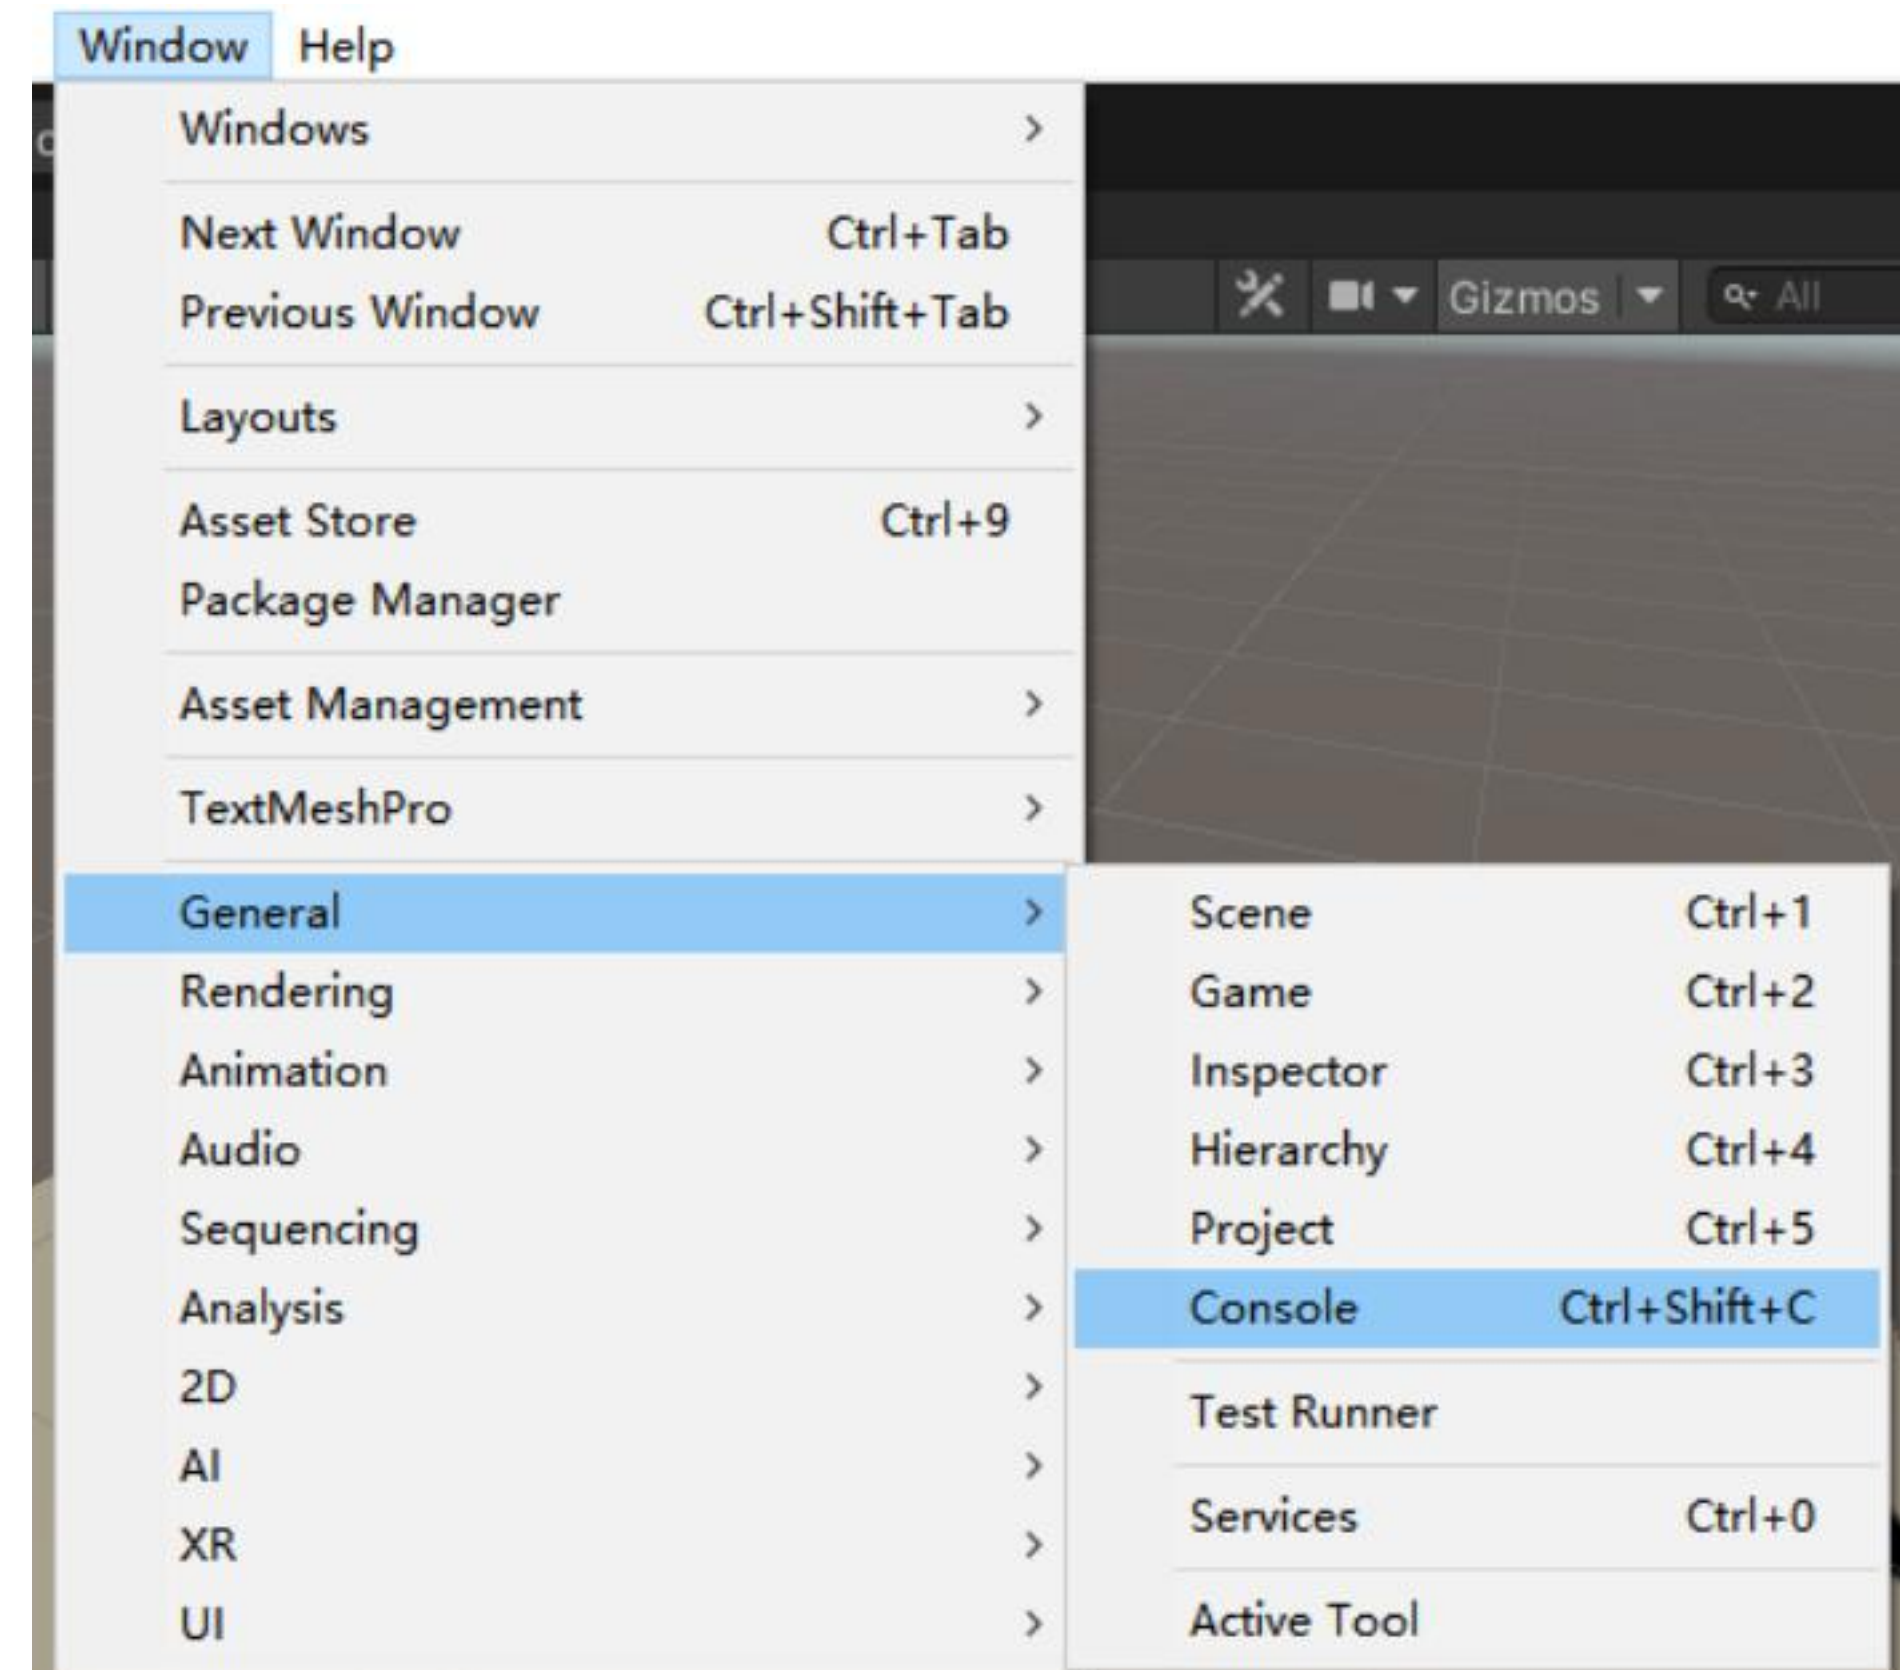 Window Help
Windows
Next Window Ctrl+Tab
Previous Window Ctrl+Shift+Tab
Gizmos All
Layouts
Asset Store Ctrl+9
Package Manager
Asset Management
TextMeshPro
General
Rendering
Animation
Audio
Sequencing
Analysis
2D
AI
XR
UI
Scene Ctrl+1
Game Ctrl+2
Inspector Ctrl+3
Hierarchy Ctrl+4
Project Ctrl+5
Console Ctrl+Shift+C
Test Runner
Services Ctrl+0
Active Tool